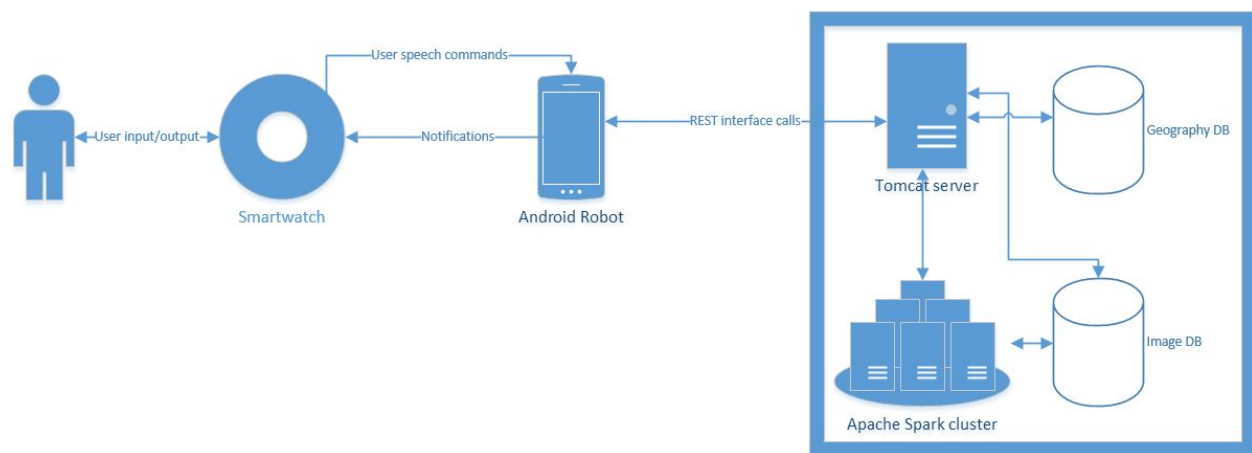 User speech commands
User input/output
Notifications
REST interface calls
Geography DB
Tomcat server
Smartwatch
Android Robot
Image DB
Apache Spark cluster